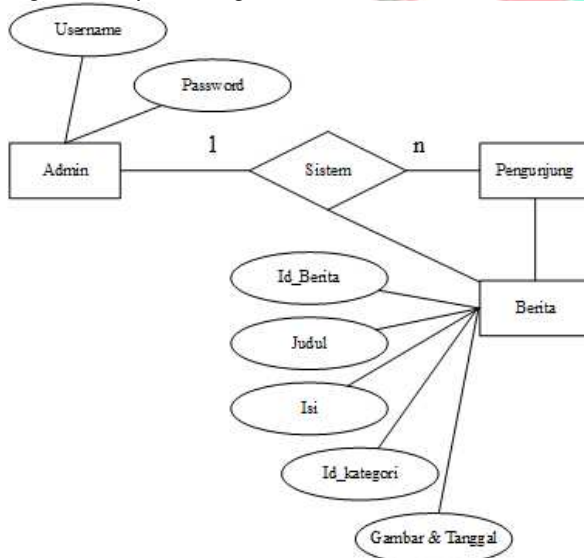 Username
Password
1
n
Admin
Sistem
Pengunjung
Id_Berita
Berita
Judul
Isi
Id_kategori
Gambar & Tanggal